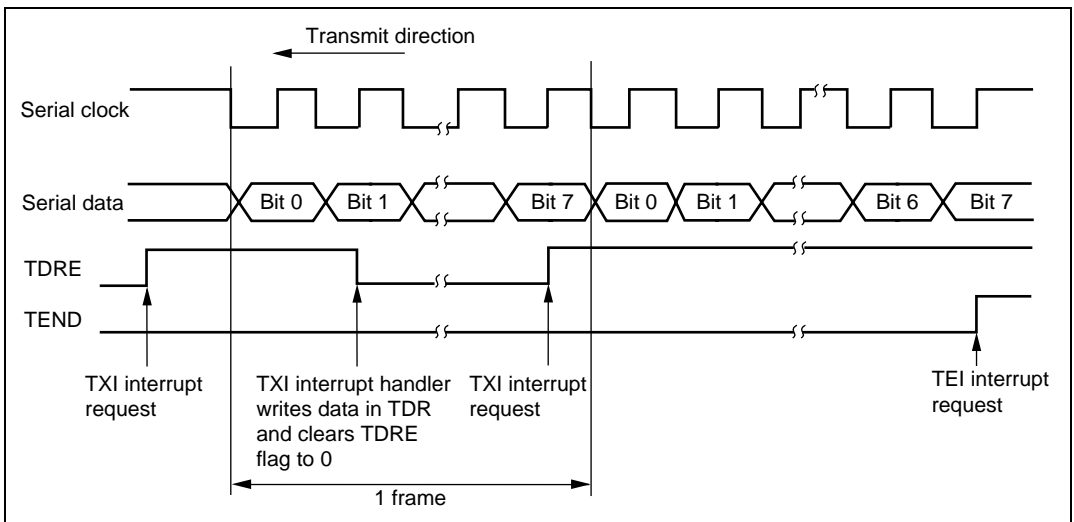 Transmit direction
Serial clock
Serial data
Bit 0
Bit 1
Bit 7
Bit 0
Bit 1
Bit 6
Bit 7
TDRE
TEND
TXI interrupt
request
TXI interrupt handler
writes data in TDR
and clears TDRE
flag to 0
TXI interrupt
request
TEI interrupt
request
1 frame